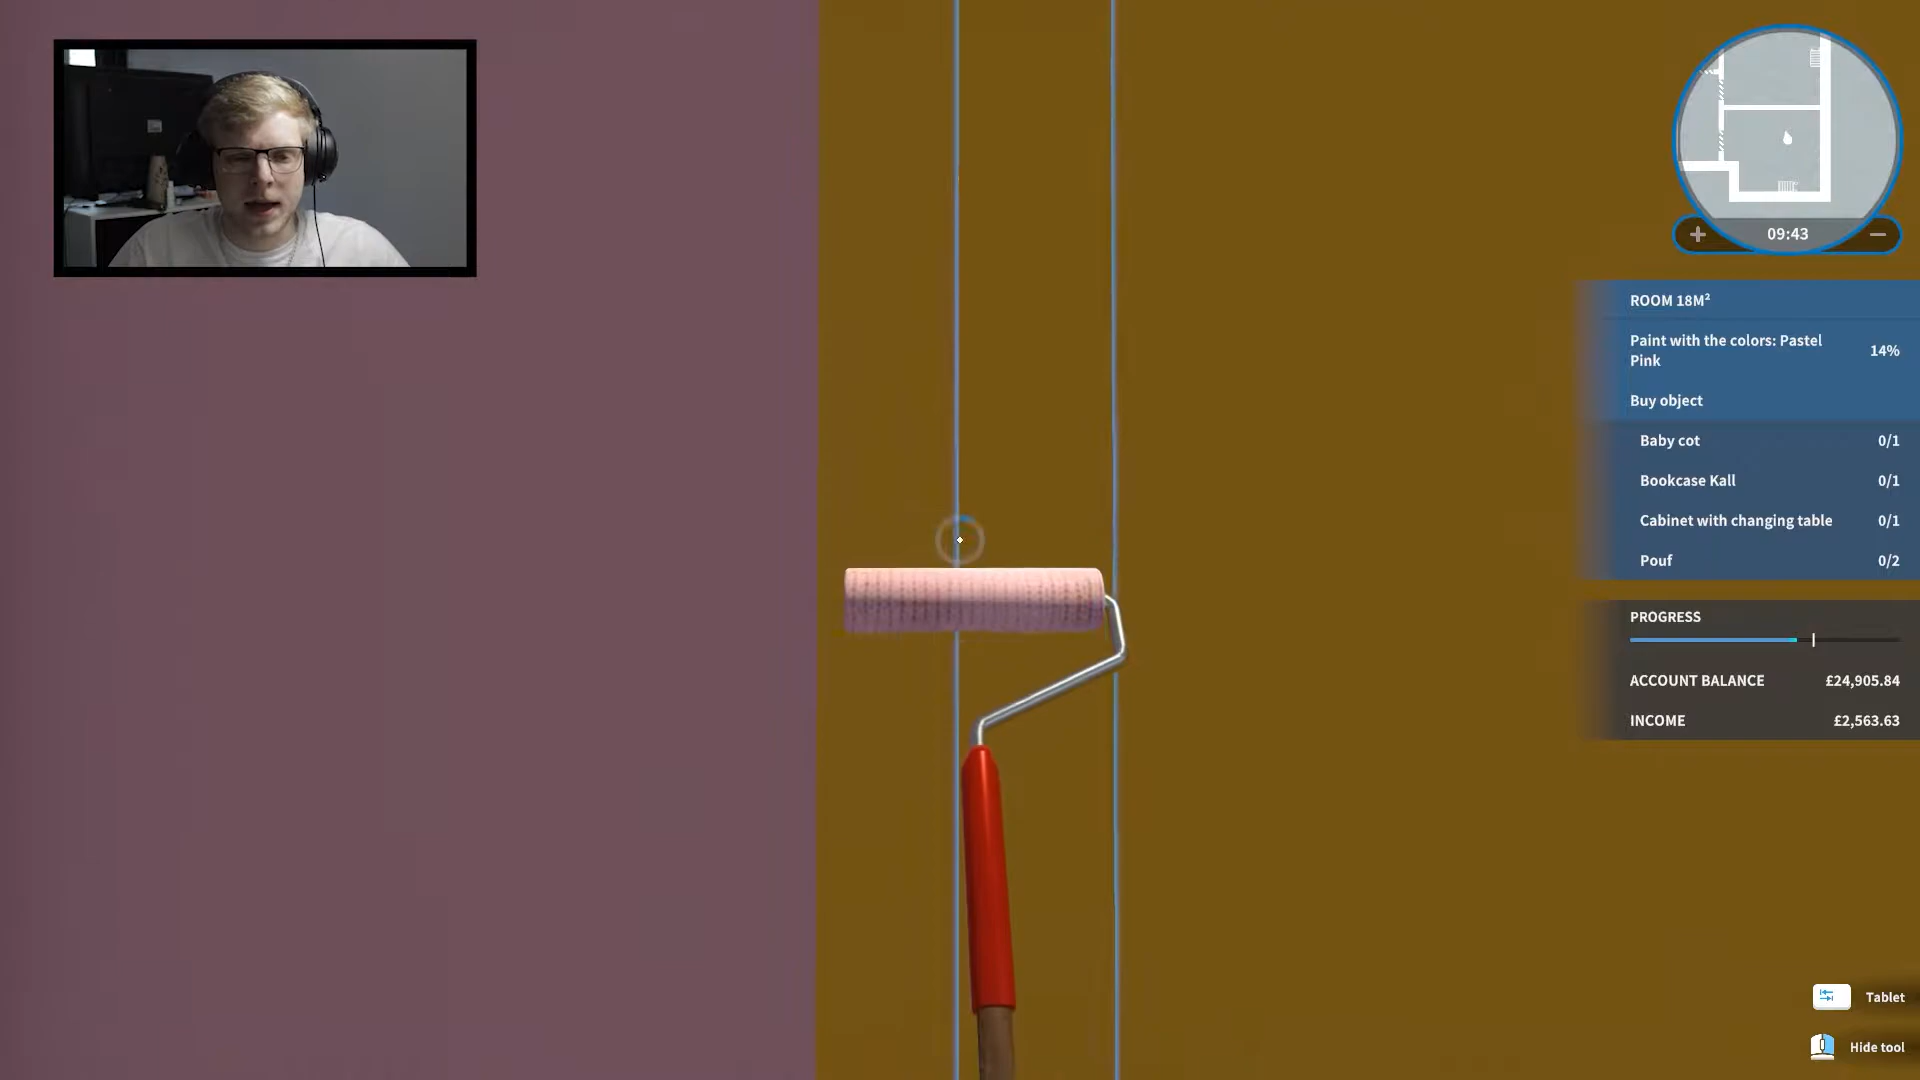 09:43
ROOM 18M²
Paint with the colors: Pastel
Pink
14%
Buy object
Baby cot 0/1
Bookcase Kall 0/1
Cabinet with changing table 0/1
Pouf 0/2
PROGRESS
ACCOUNT BALANCE £24,905.84
INCOME £2,563.63
Tablet
Hide tool